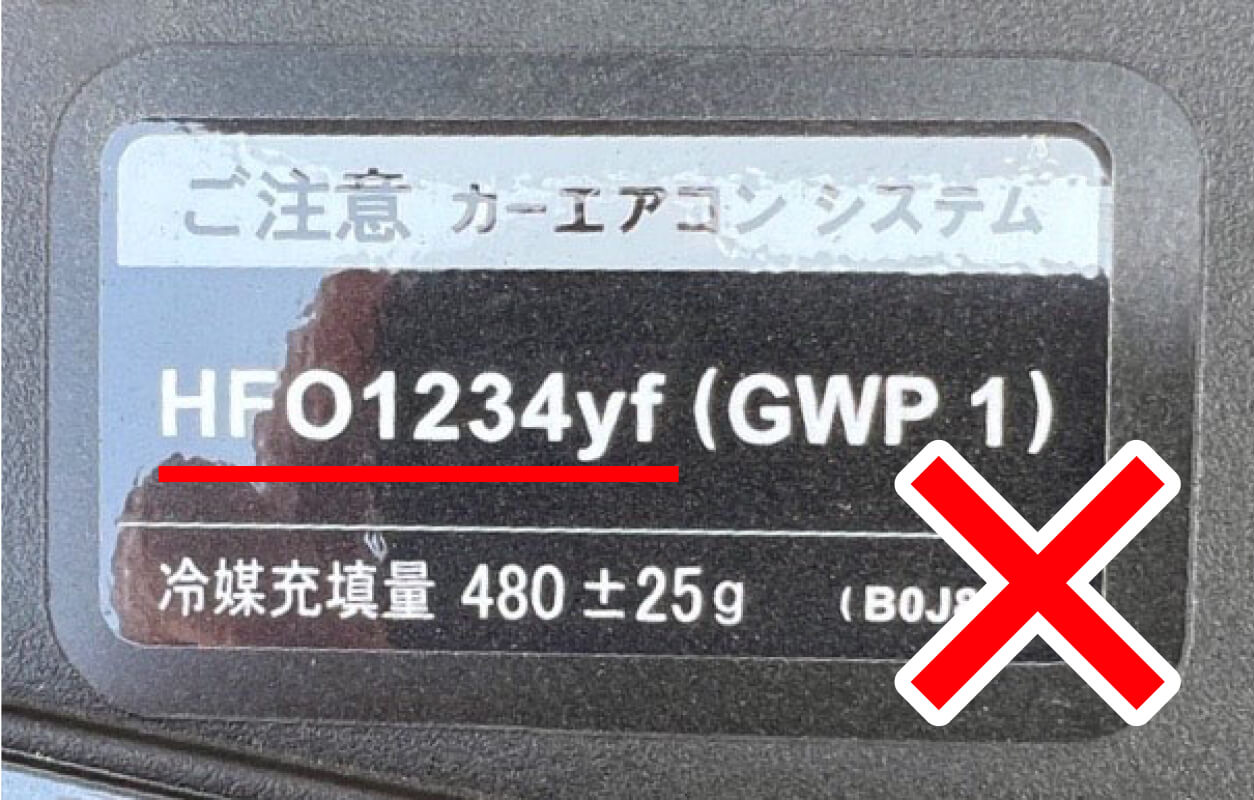 ご注意 カーエアコン システム
HFO1234yf (GWP 1)
冷媒充填量 480 ±25g